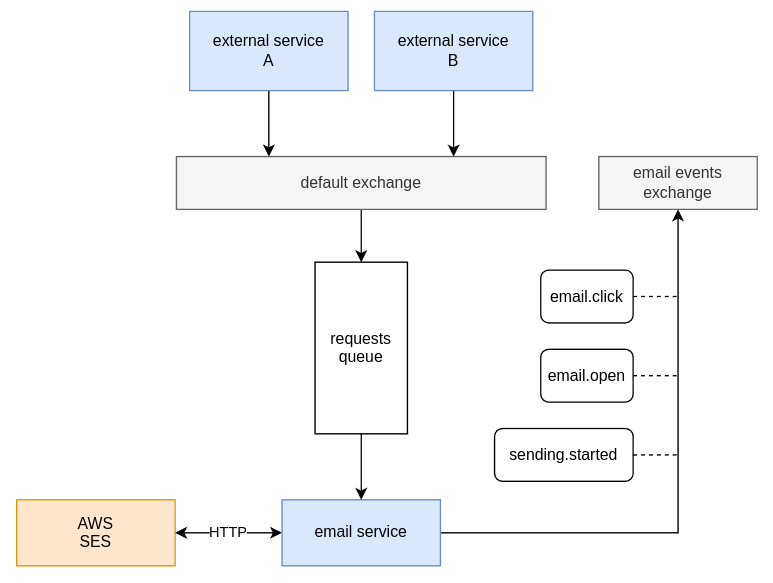 external service
A
external service
B
default exchange
email events
exchange
email.click
requests
queue
email.open
sending.started
AWS
SES
HTTP
email service